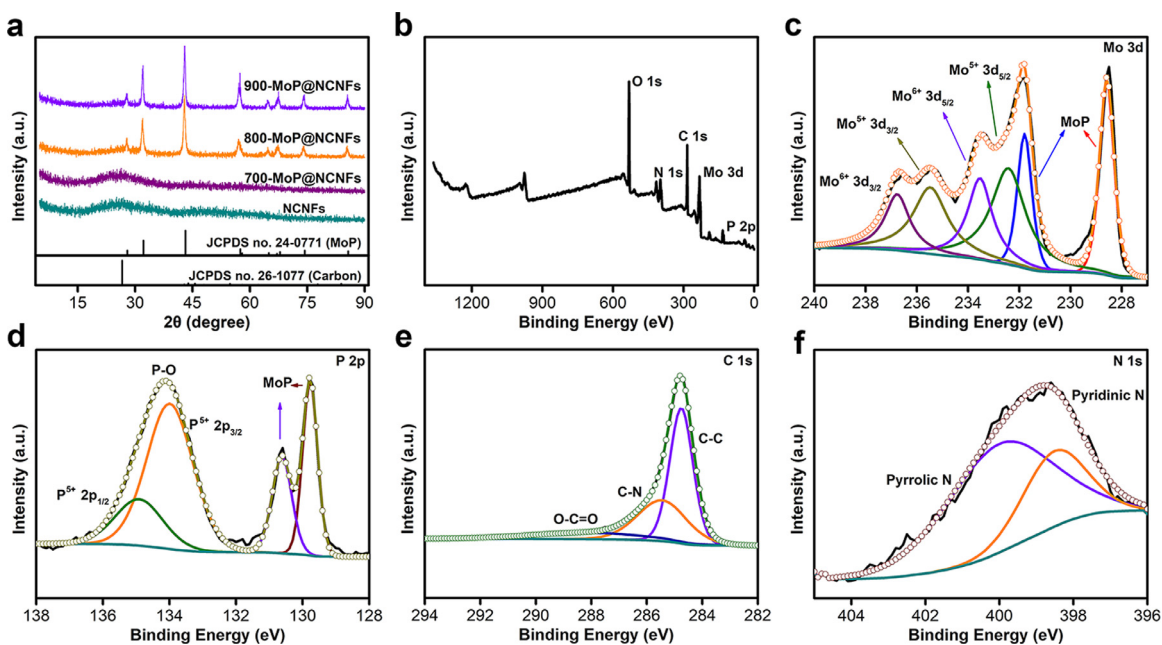 a
Intensity (a.u.)
900-MoP@NCNFs
800-MoP@NCNFs
700-MoP@NCNFs
NCNFs
JCPDS no. 24-0771 (MoP)
JCPDS no. 26-1077 (Carbon)
15 30 45 60 75 90
2θ (degree)
b
Intensity (a.u.)
O 1s
C 1s
N 1s
Mo 3d
P 2p
1200 900 600 300 0
Binding Energy (eV)
c
Intensity (a.u.)
Mo 3d
Mo⁵⁺ 3d₅/₂
Mo⁶⁺ 3d₅/₂
Mo⁵⁺ 3d₃/₂
MoP
Mo⁶⁺ 3d₃/₂
240 238 236 234 232 230 228
Binding Energy (eV)
d
Intensity (a.u.)
P 2p
P-O
MoP
P⁵⁺ 2p₃/₂
P⁵⁺ 2p₁/₂
138 136 134 132 130 128
Binding Energy (eV)
e
Intensity (a.u.)
C 1s
C-C
C-N
O-C=O
294 292 290 288 286 284 282
Binding Energy (eV)
f
Intensity (a.u.)
N 1s
Pyridinic N
Pyrrolic N
404 402 400 398 396
Binding Energy (eV)